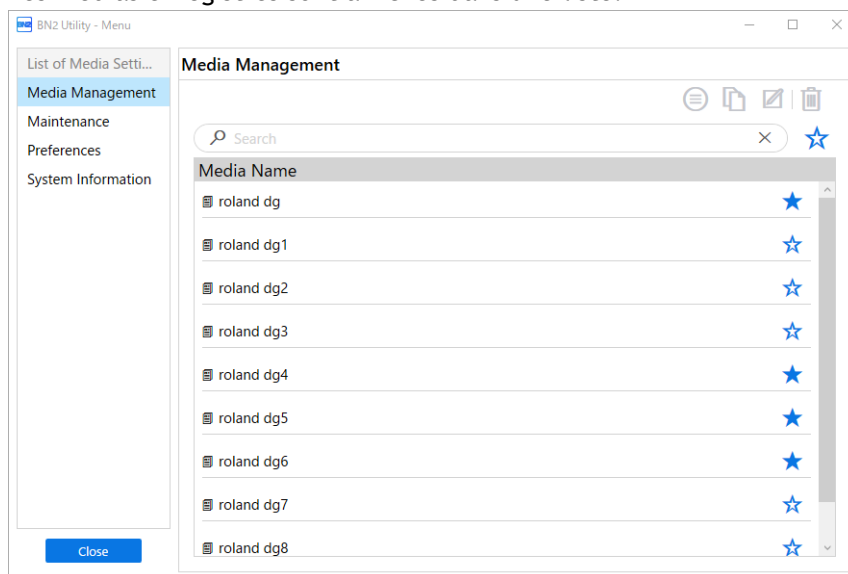 BN2 BN2 Utility - Menu
List of Media Setti...
Media Management
Maintenance
Preferences
System Information
Close
Media Management
Search
Media Name
roland dg
roland dg1
roland dg2
roland dg3
roland dg4
roland dg5
roland dg6
roland dg7
roland dg8